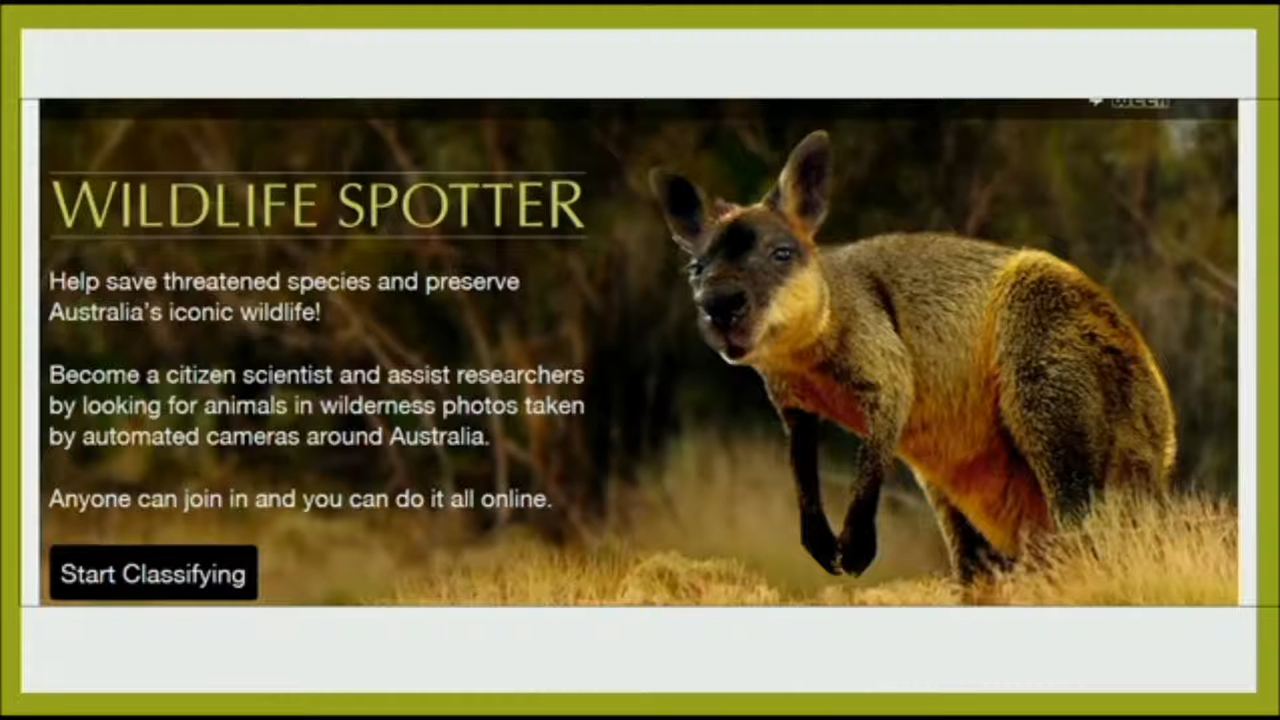 WILDLIFE SPOTTER
Help save threatened species and preserve
Australia's iconic wildlife!
Become a citizen scientist and assist researchers
by looking for animals in wilderness photos taken
by automated cameras around Australia.
Anyone can join in and you can do it all online.
Start Classifying